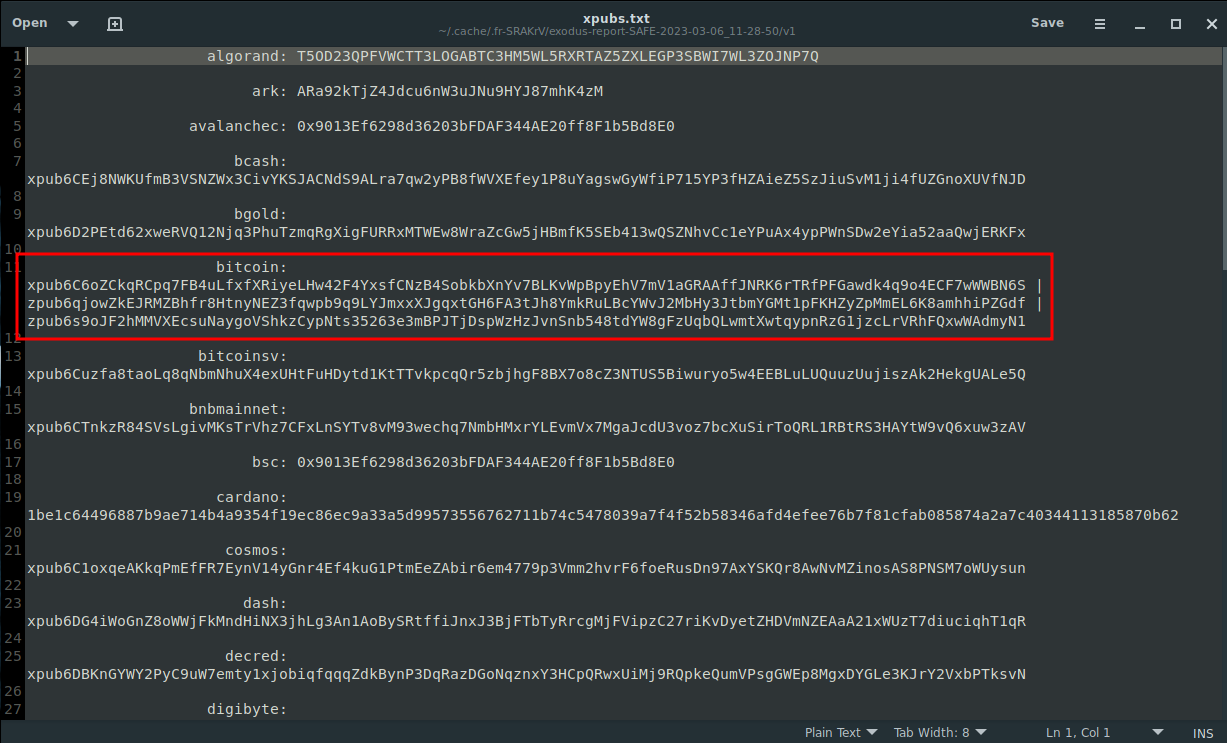 Open
xpubs.txt
~/.cache/.fr-SRAKrV/exodus-report-SAFE-2023-03-06_11-28-50/v1
Save
1 algorand: T5OD23QPFVWCTT3LOGABTC3HM5WL5RXRTAZ5ZXLEGP3SBWI7WL3ZOJNP7Q
2
3 ark: ARa92kTjZ4Jdcu6nW3uJNu9HYJ87mhK4zM
4
5 avalanchec: 0x9013Ef6298d36203bFDAF344AE20ff8F1b5Bd8E0
6
7 bcash:
xpub6CEj8NWKUfmB3VSNZWx3CivYKSJACNdS9ALra7qw2yPB8fWVXEfey1P8uYagswGyWfiP715YP3fHZAieZ5SzJiuSvM1ji4fUZGnoXUVfNJD
8
9 bgold:
xpub6D2PEtd62xweRVQ12Njq3PhuTzmqRgXigFURRxMTWEw8WraZcGw5jHBmfK5SEb413wQSZNhvCc1eYPuAx4ypPWnSDw2eYia52aaQwjERKFx
10
11 bitcoin:
xpub6C6oZCkqRCpq7FB4uLfxfXRiyeLHw42F4YxsfCNzB4SobkbXnYv7BLKvWpBpyEhV7mV1aGRAAffJNRK6rTRfPFGawdk4q9o4ECF7wWWBN6S |
zpub6qjowZkEJRMZBhfr8HtnyNEZ3fqwpb9q9LYJmxxXJgqxtGH6FA3tJh8YmkRuLBcYWvJ2MbHy3JtbmYGMt1pFKHZyZpMmEL6K8amhhiPZGdf |
zpub6s9oJF2hMMVXEcsuNaygoVShkzCypNts35263e3mBPJTjDspWzHzJvnSnb548tdYW8gFzUqbQLwmtXwtqypnRzG1jzcLrVRhFQxwWAdmyN1
12
13 bitcoinsv:
xpub6Cuzfa8taoLq8qNbmNhuX4exUHtFuHDytd1KtTTvkpcqQr5zbjhgF8BX7o8cZ3NTUS5Biwuryo5w4EEBLuLUQuuzUujiszAk2HekgUALe5Q
14
15 bnbmainnet:
xpub6CTnkzR84SVsLgivMKsTrVhz7CFxLnSYTv8vM93wechq7NmbHMxrYLEvmVx7MgaJcdU3voz7bcXuSirToQRL1RBtRS3HAYtW9vQ6xuw3zAV
16
17 bsc: 0x9013Ef6298d36203bFDAF344AE20ff8F1b5Bd8E0
18
19 cardano:
1be1c64496887b9ae714b4a9354f19ec86ec9a33a5d99573556762711b74c5478039a7f4f52b58346afd4efee76b7f81cfab085874a2a7c40344113185870b62
20
21 cosmos:
xpub6C1oxqeAKkqPmEfFR7EynV14yGnr4Ef4kuG1PtmEeZAbir6em4779p3Vmm2hvrF6foeRusDn97AxYSKQr8AwNvMZinosAS8PNSM7oWUysun
22
23 dash:
xpub6DG4iWoGnZ8oWWjFkMndHiNX3jhLg3An1AoBySRtffiJnxJ3BjFTbTyRrcgMjFVipzC27riKvDyetZHDVmNZEAaA21xWUzT7diuciqhT1qR
24
25 decred:
xpub6DBKnGYWY2PyC9uW7emty1xjobiqfqqqZdkBynP3DqRazDGoNqznxY3HCpQRwxUiMj9RQpkeQumVPsgGWEp8MgxDYGLe3KJrY2VxbPTksvN
26
27 digibyte:
Plain Text
Tab Width: 8
Ln 1, Col 1
INS